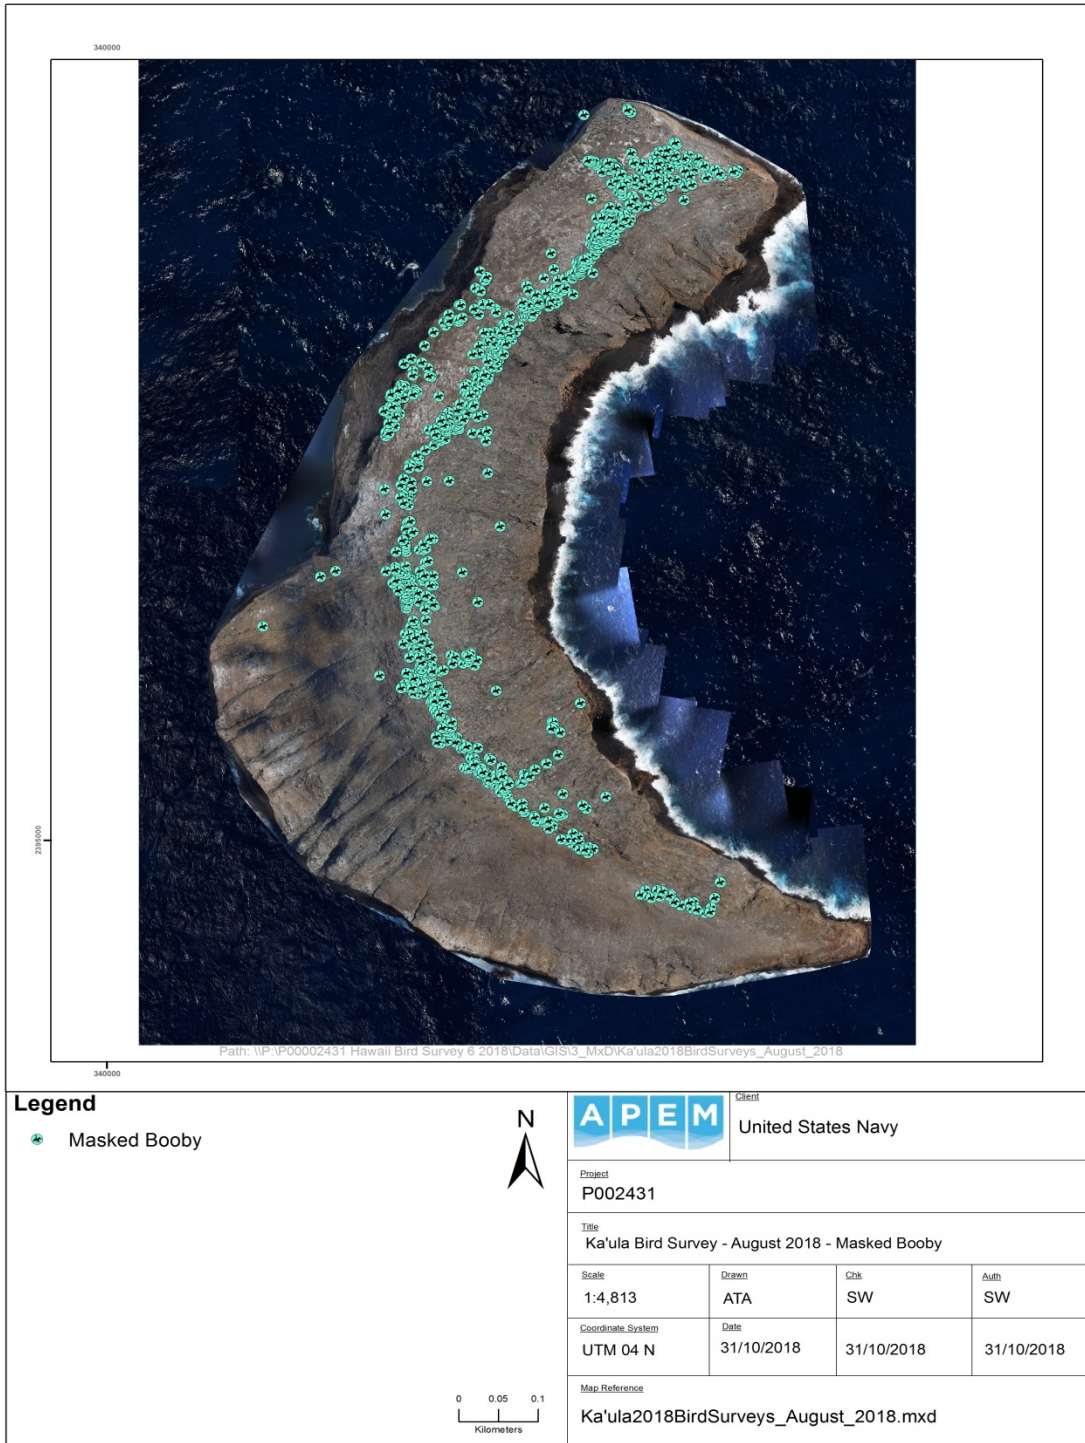 340000
2395000
Path: \\P:\P00002431 Hawaii Bird Survey 6 2018\Data\GIS\3_MxD\Ka'ula2018BirdSurveys_August_2018
340000
Legend
Masked Booby
N
0 0.05 0.1
Kilometers
APEM
Client
United States Navy
Project
P002431
Title
Ka'ula Bird Survey - August 2018 - Masked Booby
Scale Drawn Chk Auth
1:4,813 ATA SW SW
Coordinate System Date
UTM 04 N 31/10/2018 31/10/2018 31/10/2018
Map Reference
Ka'ula2018BirdSurveys_August_2018.mxd